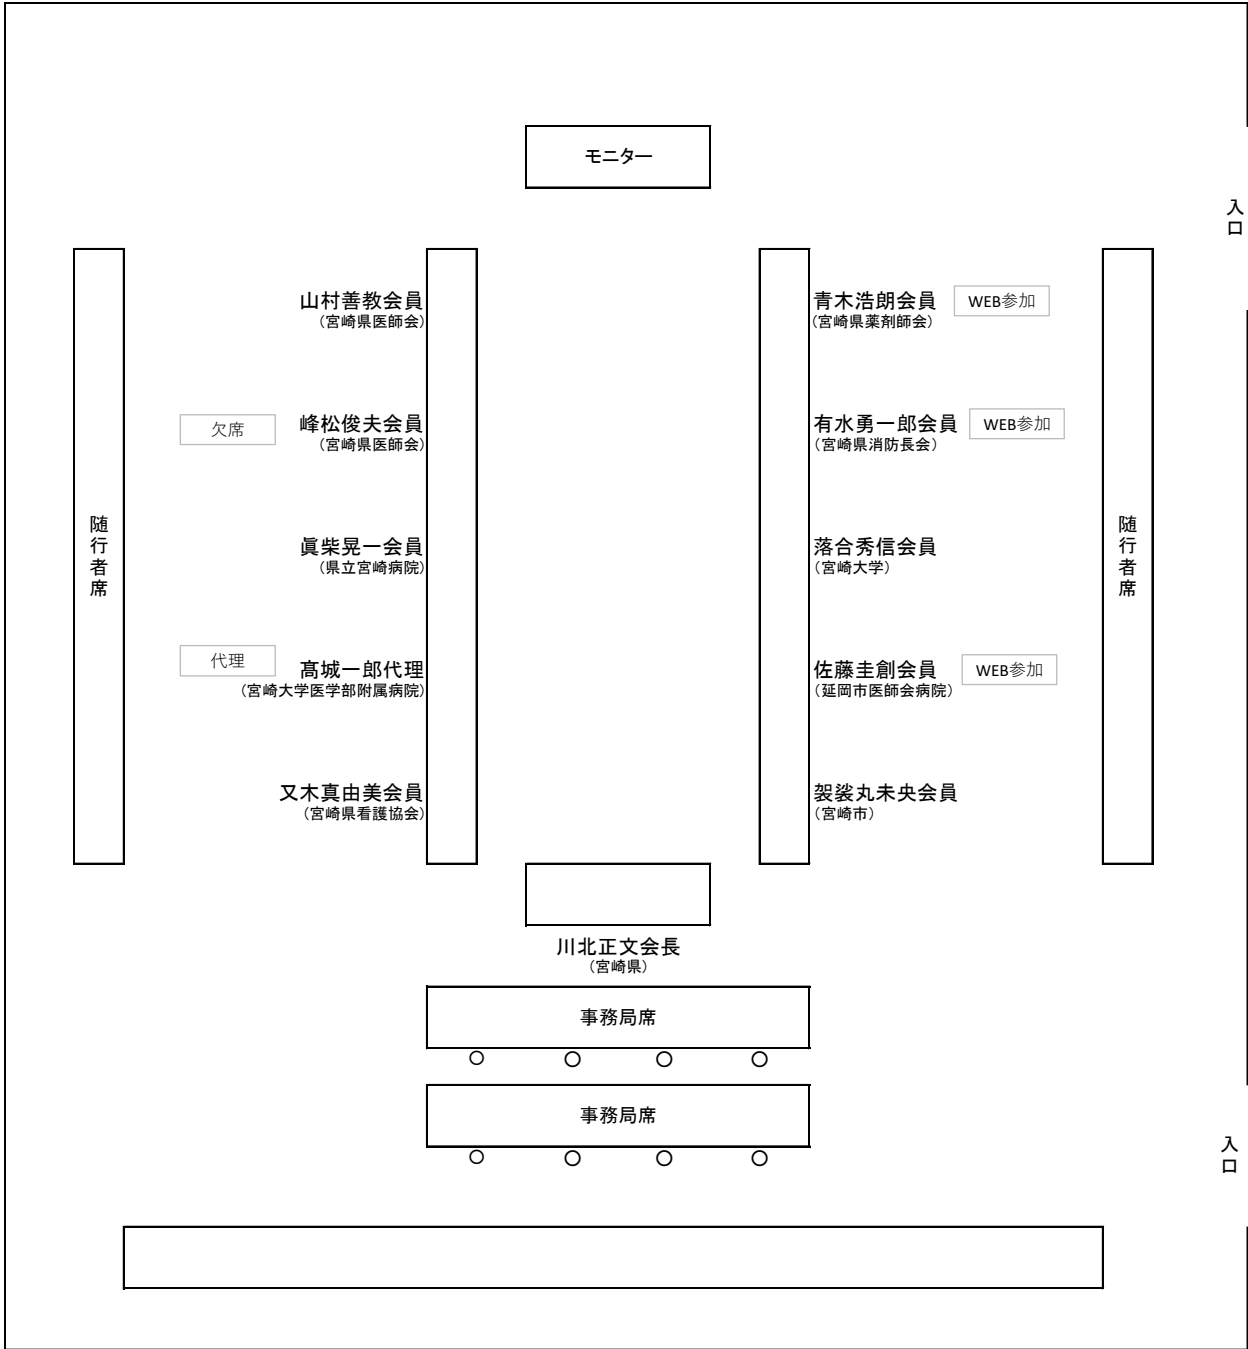 モニター
入口
山村善教会員
（宮崎県医師会）
青木浩朗会員
WEB参加
（宮崎県薬剤師会）
欠席
峰松俊夫会員
（宮崎県医師会）
有水勇一郎会員
WEB参加
（宮崎県消防長会）
随行者席
眞柴晃一会員
（県立宮崎病院）
落合秀信会員
（宮崎大学）
随行者席
代理
髙城一郎代理
（宮崎大学医学部附属病院）
佐藤圭創会員
WEB参加
（延岡市医師会病院）
又木真由美会員
（宮崎県看護協会）
袈裟丸未央会員
（宮崎市）
川北正文会長
（宮崎県）
事務局席
事務局席
入口